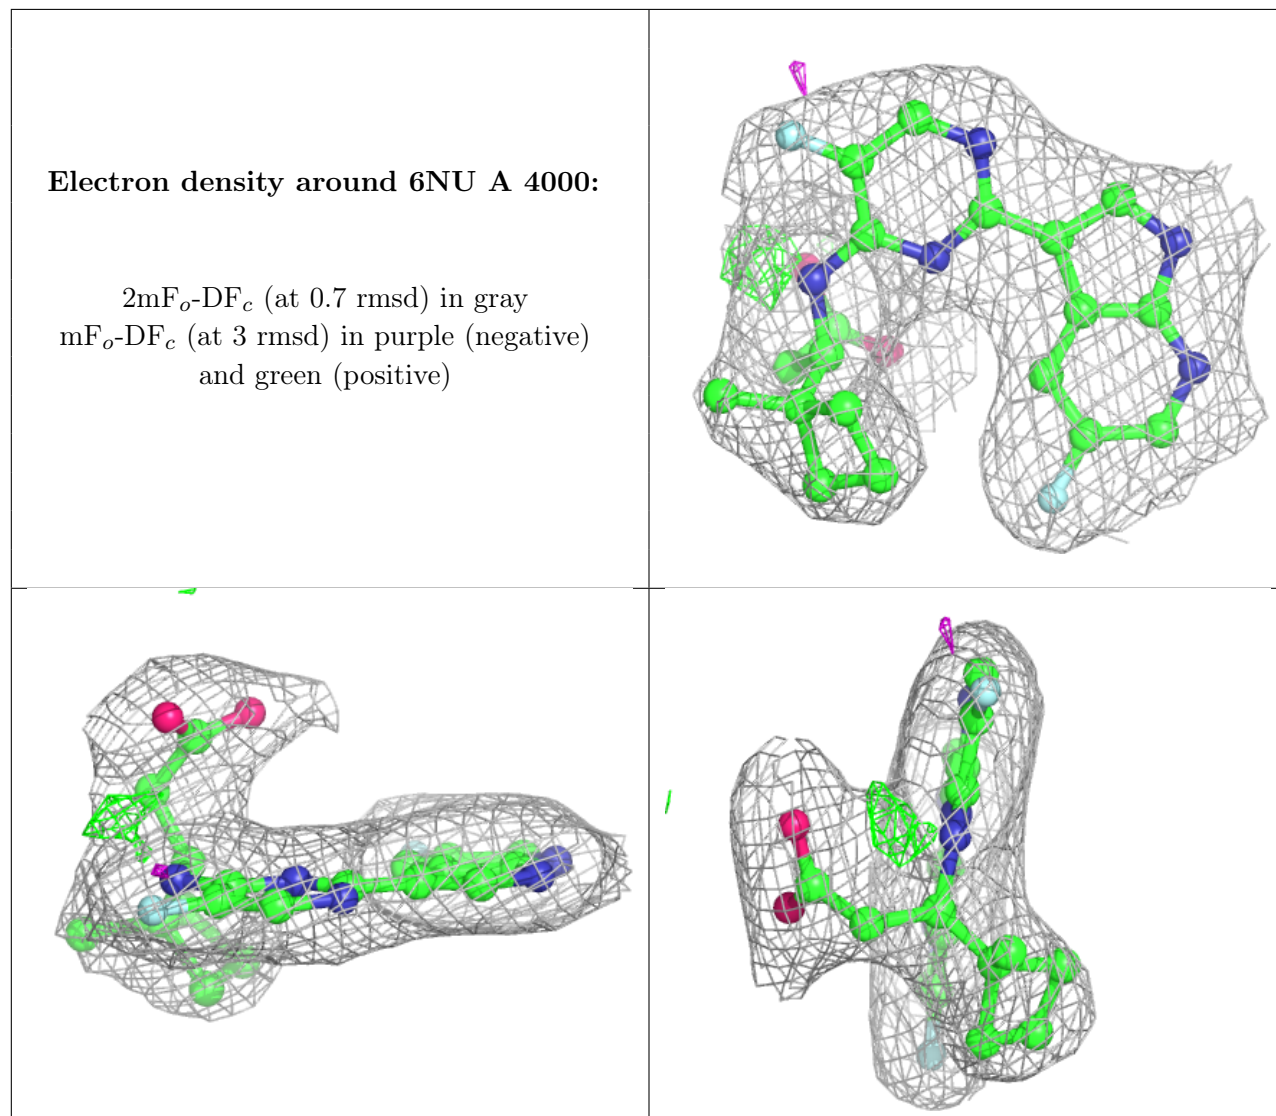 Electron density around 6NU A 4000:
2mFo-DFc (at 0.7 rmsd) in gray
mFo-DFc (at 3 rmsd) in purple (negative)
and green (positive)